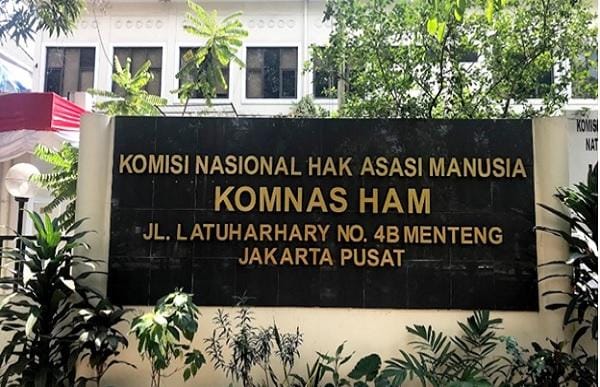 KOMISI NASIONAL HAK ASASI MANUSIA
KOMNAS HAM
JL. LATUHARHARY NO. 4B MENTENG
JAKARTA PUSAT